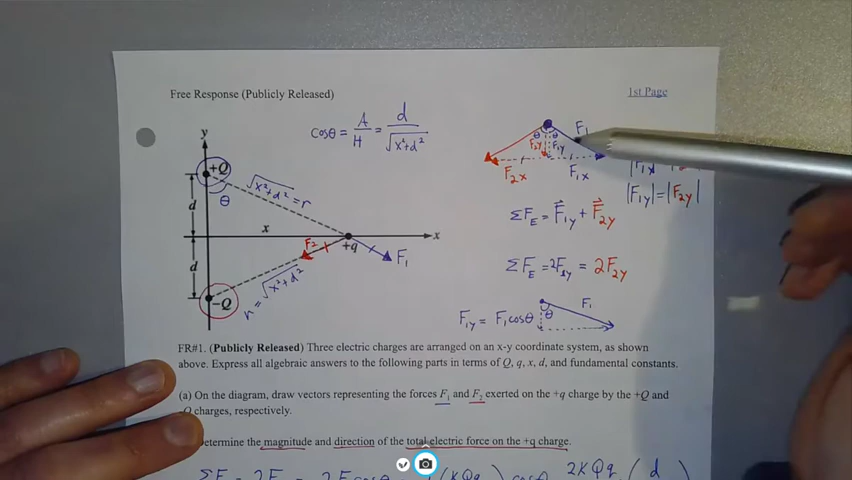 Free Response (Publicly Released)
1st Page
cosθ = A/H = d/√(x²+d²)
y
+Q
θ
√(x²+d²) = r
d
x
d
+q
x
F2
F1
-Q
r = √(x²+d²)
F1
θ θ
F2y F1y
F2x
F1x
|F1y| = |F2y|
ΣF_E = F⃗1y + F⃗2y
ΣF_E = 2F1y = 2F2y
F1y = F1cosθ
θ
F1
FR#1. (Publicly Released) Three electric charges are arranged on an x-y coordinate system, as shown
above. Express all algebraic answers to the following parts in terms of Q, q, x, d, and fundamental constants.
(a) On the diagram, draw vectors representing the forces F1 and F2 exerted on the +q charge by the +Q
charges, respectively.
etermine the magnitude and direction of the total electric force on the +q charge.